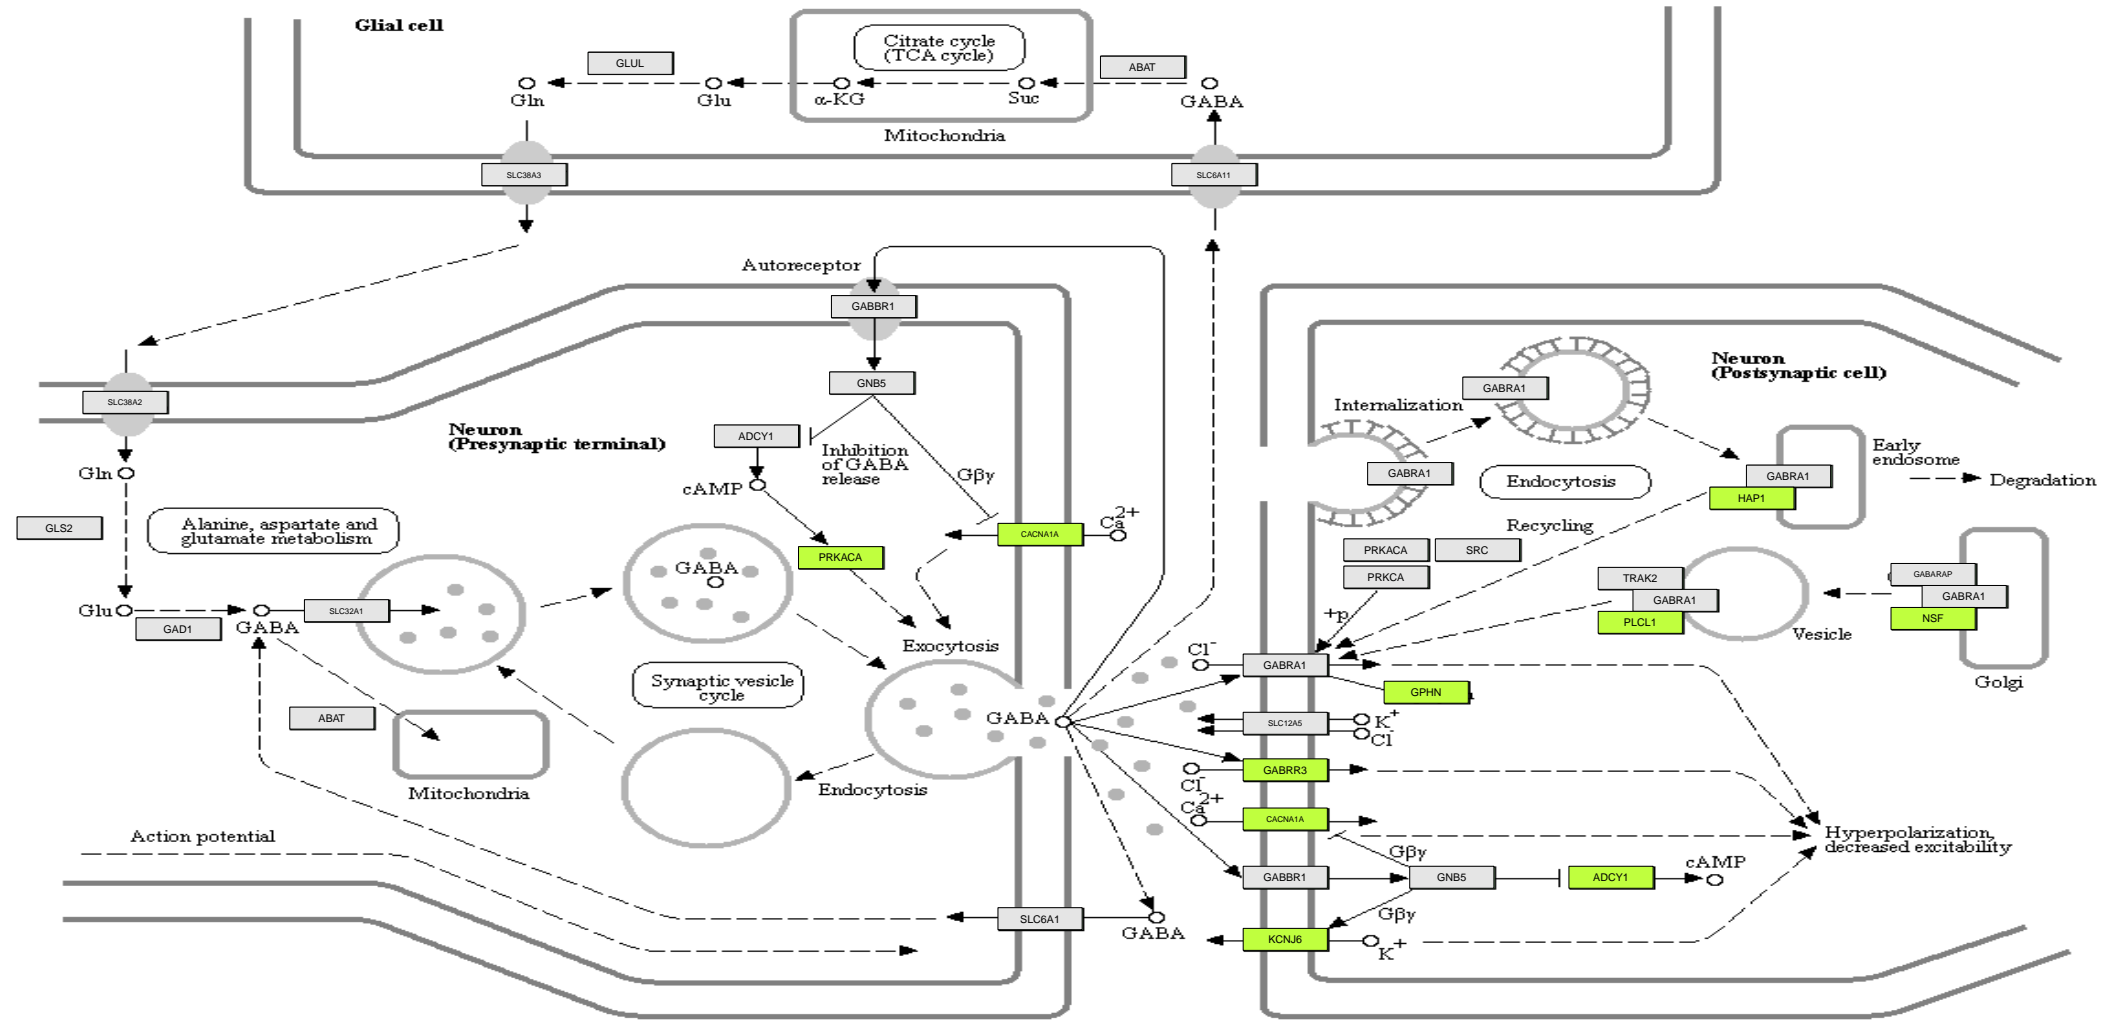 Glial cell
Citrate cycle
(TCA cycle)
GLUL
ABAT
Gln
Glu
α-KG
Suc
GABA
Mitochondria
SLC38A3
SLC6A11
Autoreceptor
GABBR1
GNB5
Neuron
(Presynaptic terminal)
ADCY1
Inhibition
of GABA
release
Gβγ
cAMP
SLC38A2
Gln
GLS2
Alanine, aspartate and
glutamate metabolism
PRKACA
CACNA1A
Ca2+
GABA
Glu
GAD1
GABA
SLC32A1
Exocytosis
Synaptic vesicle
cycle
ABAT
Mitochondria
GABA
Endocytosis
Action potential
SLC6A1
GABA
Neuron
(Postsynaptic cell)
GABRA1
Internalization
GABRA1
Endocytosis
GABRA1
HAP1
Early
endosome
Degradation
Recycling
PRKACA
SRC
PRKCA
+p
TRAK2
GABRA1
PLCL1
Vesicle
GABARAP
GABRA1
NSF
Golgi
Cl-
GABRA1
GPHN
SLC12A5
K+
Cl-
GABRR3
Cl-
Ca2+
CACNA1A
Hyperpolarization,
decreased excitability
Gβγ
GABBR1
GNB5
ADCY1
cAMP
Gβγ
KCNJ6
K+